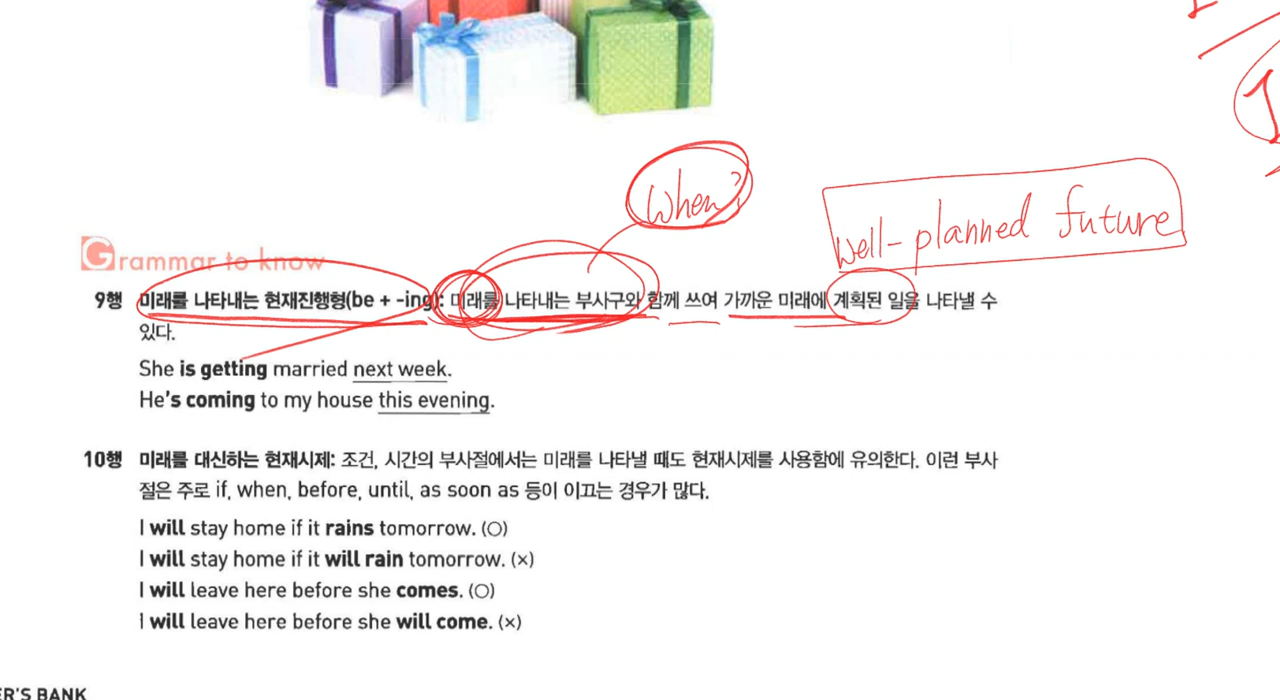 When?
well-planned future
Grammar to know
9행 미래를 나타내는 현재진행형(be + -ing): 미래를 나타내는 부사구와 함께 쓰여 가까운 미래에 계획된 일을 나타낼 수
있다.
She is getting married next week.
He's coming to my house this evening.
10행 미래를 대신하는 현재시제: 조건, 시간의 부사절에서는 미래를 나타낼 때도 현재시제를 사용함에 유의한다. 이런 부사
절은 주로 if, when, before, until, as soon as 등이 이끄는 경우가 많다.
I will stay home if it rains tomorrow. (○)
I will stay home if it will rain tomorrow. (×)
I will leave here before she comes. (○)
I will leave here before she will come. (×)
ER'S BANK